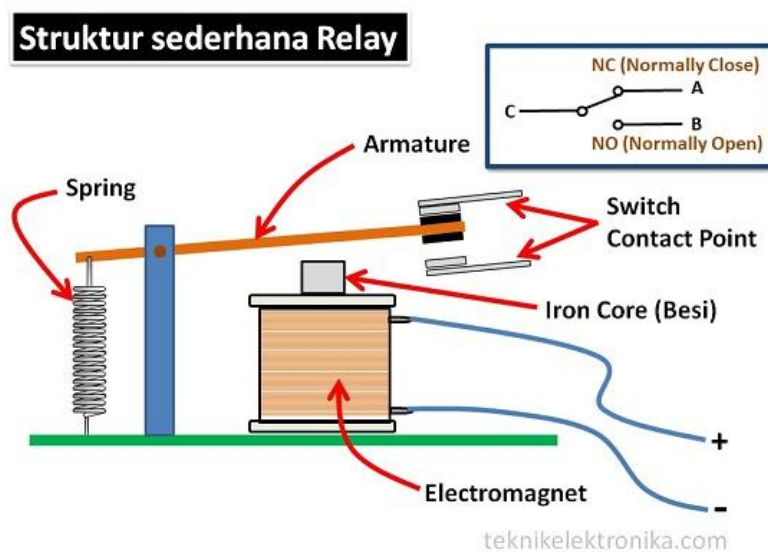 Struktur sederhana Relay
NC (Normally Close)
A
C
B
NO (Normally Open)
Armature
Spring
Switch
Contact Point
Iron Core (Besi)
+
Electromagnet
-
teknikelektronika.com